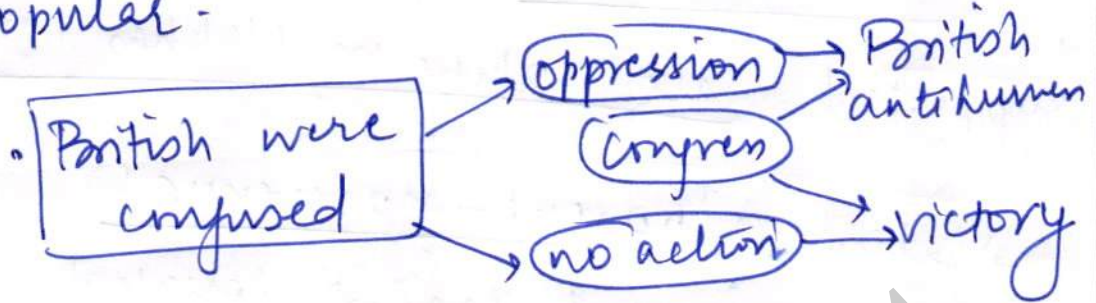 opular.
oppression → British
antihuman
• British were
confused
Congress
no action → victory